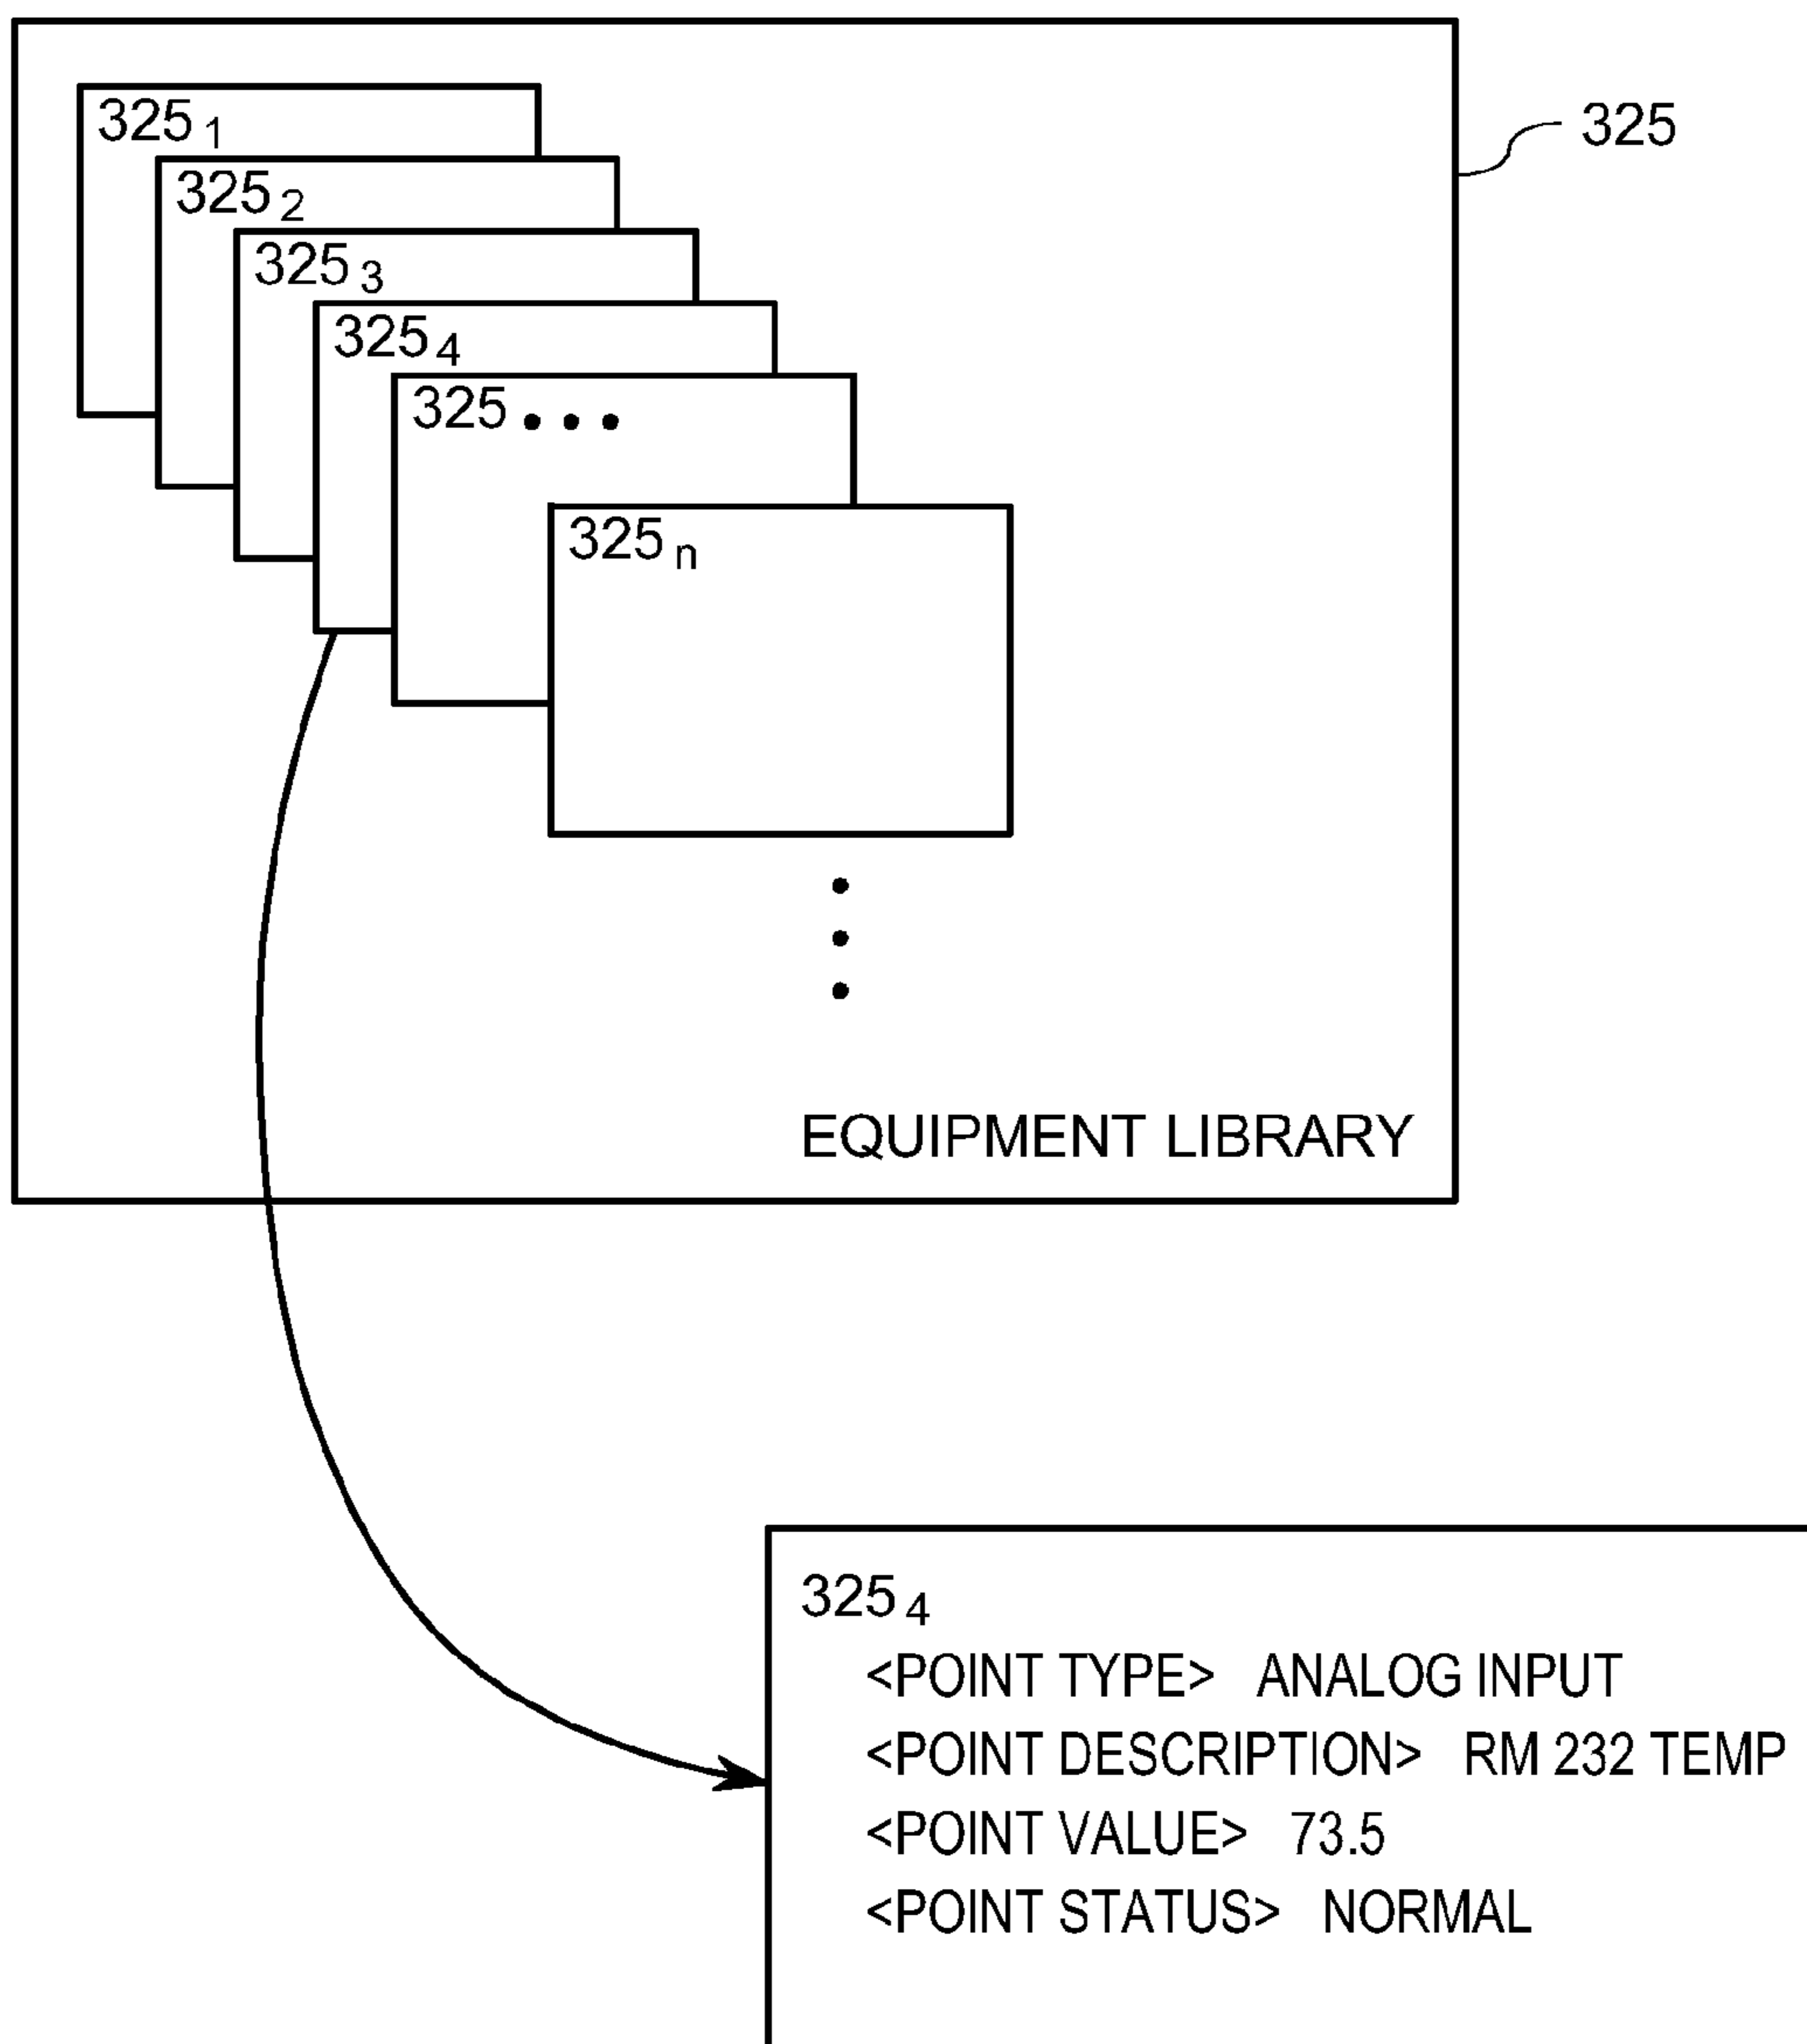 325
325 1
325 2
325 3
325 4
325 •••
325 n
EQUIPMENT LIBRARY
325 4
<POINT TYPE> ANALOG INPUT
<POINT DESCRIPTION> RM 232 TEMP
<POINT VALUE> 73.5
<POINT STATUS> NORMAL